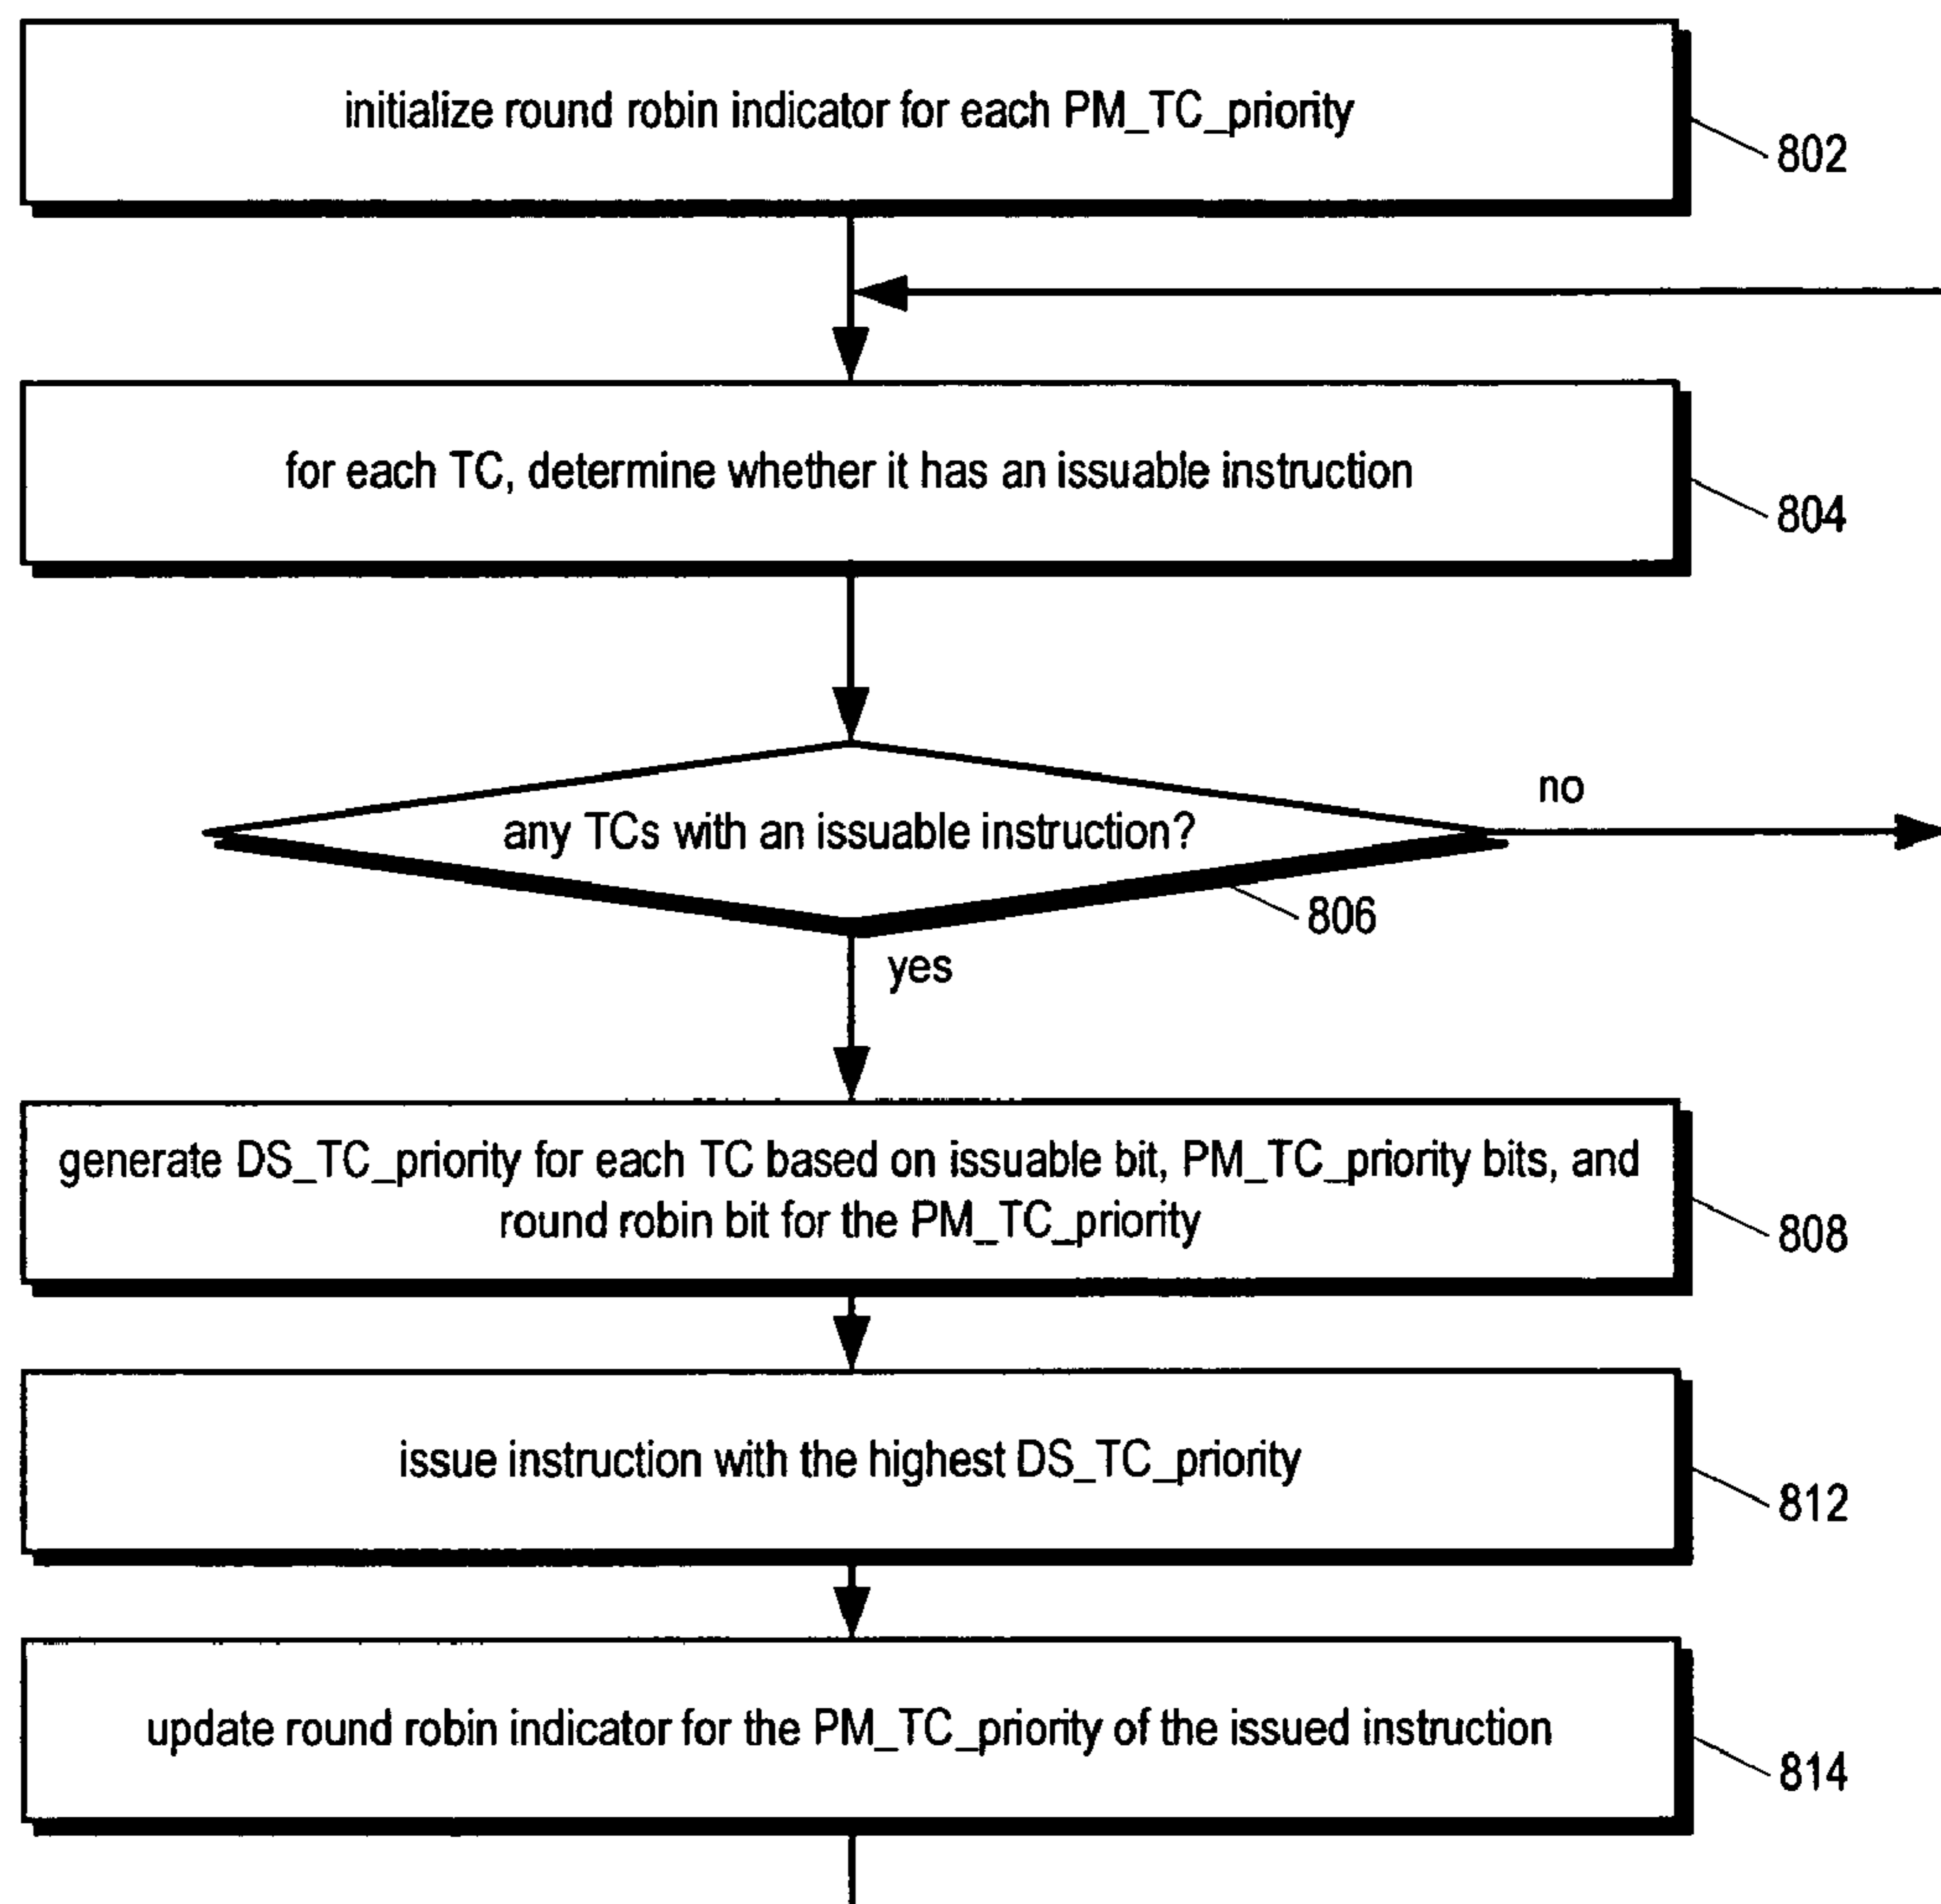 initialize round robin indicator for each PM_TC_priority
802
for each TC, determine whether it has an issuable instruction
804
any TCs with an issuable instruction?
no
806
yes
generate DS_TC_priority for each TC based on issuable bit, PM_TC_priority bits, and
round robin bit for the PM_TC_priority
808
issue instruction with the highest DS_TC_priority
812
update round robin indicator for the PM_TC_priority of the issued instruction
814